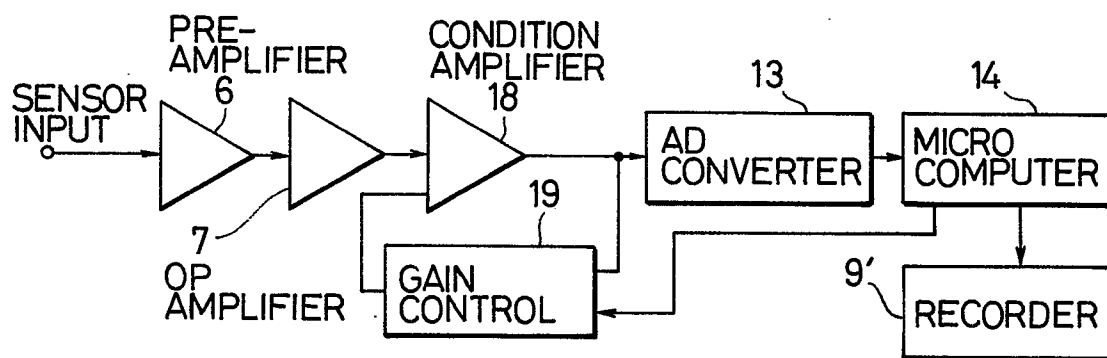 PRE-
AMPLIFIER
6
CONDITION
AMPLIFIER
18
13
14
SENSOR
INPUT
AD
CONVERTER
MICRO
COMPUTER
19
7
OP
AMPLIFIER
GAIN
CONTROL
9'
RECORDER